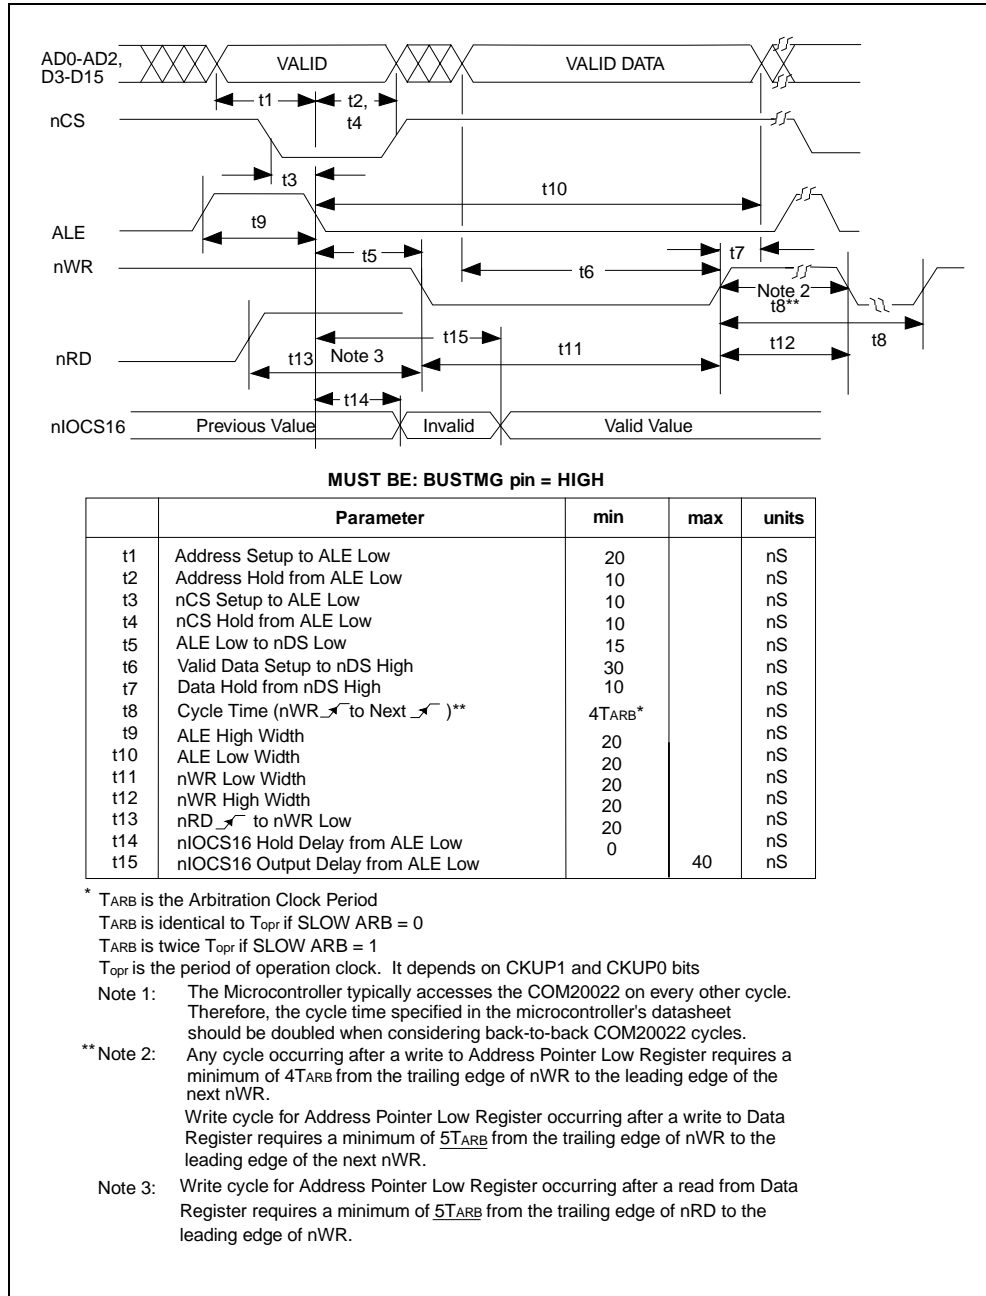 AD0-AD2,
D3-D15
VALID
VALID DATA
t1
t2,
t4
nCS
t3
t10
t9
ALE
t5
t7
nWR
t6
Note 2
t8**
t15
t8
nRD
t13
Note 3
t11
t12
t14
nIOCS16
Previous Value
Invalid
Valid Value
MUST BE: BUSTMG pin = HIGH
Parameter min max units
t1 Address Setup to ALE Low 20 nS
t2 Address Hold from ALE Low 10 nS
t3 nCS Setup to ALE Low 10 nS
t4 nCS Hold from ALE Low 10 nS
t5 ALE Low to nDS Low 15 nS
t6 Valid Data Setup to nDS High 30 nS
t7 Data Hold from nDS High 10 nS
t8 Cycle Time (nWR to Next )** 4TARB* nS
t9 ALE High Width 20 nS
t10 ALE Low Width 20 nS
t11 nWR Low Width 20 nS
t12 nWR High Width 20 nS
t13 nRD to nWR Low 20 nS
t14 nIOCS16 Hold Delay from ALE Low 0 nS
t15 nIOCS16 Output Delay from ALE Low 40 nS
* TARB is the Arbitration Clock Period
TARB is identical to Topr if SLOW ARB = 0
TARB is twice Topr if SLOW ARB = 1
Topr is the period of operation clock. It depends on CKUP1 and CKUP0 bits
Note 1: The Microcontroller typically accesses the COM20022 on every other cycle.
Therefore, the cycle time specified in the microcontroller's datasheet
should be doubled when considering back-to-back COM20022 cycles.
**Note 2: Any cycle occurring after a write to Address Pointer Low Register requires a
minimum of 4TARB from the trailing edge of nWR to the leading edge of the
next nWR.
Write cycle for Address Pointer Low Register occurring after a write to Data
Register requires a minimum of 5TARB from the trailing edge of nWR to the
leading edge of the next nWR.
Note 3: Write cycle for Address Pointer Low Register occurring after a read from Data
Register requires a minimum of 5TARB from the trailing edge of nRD to the
leading edge of nWR.